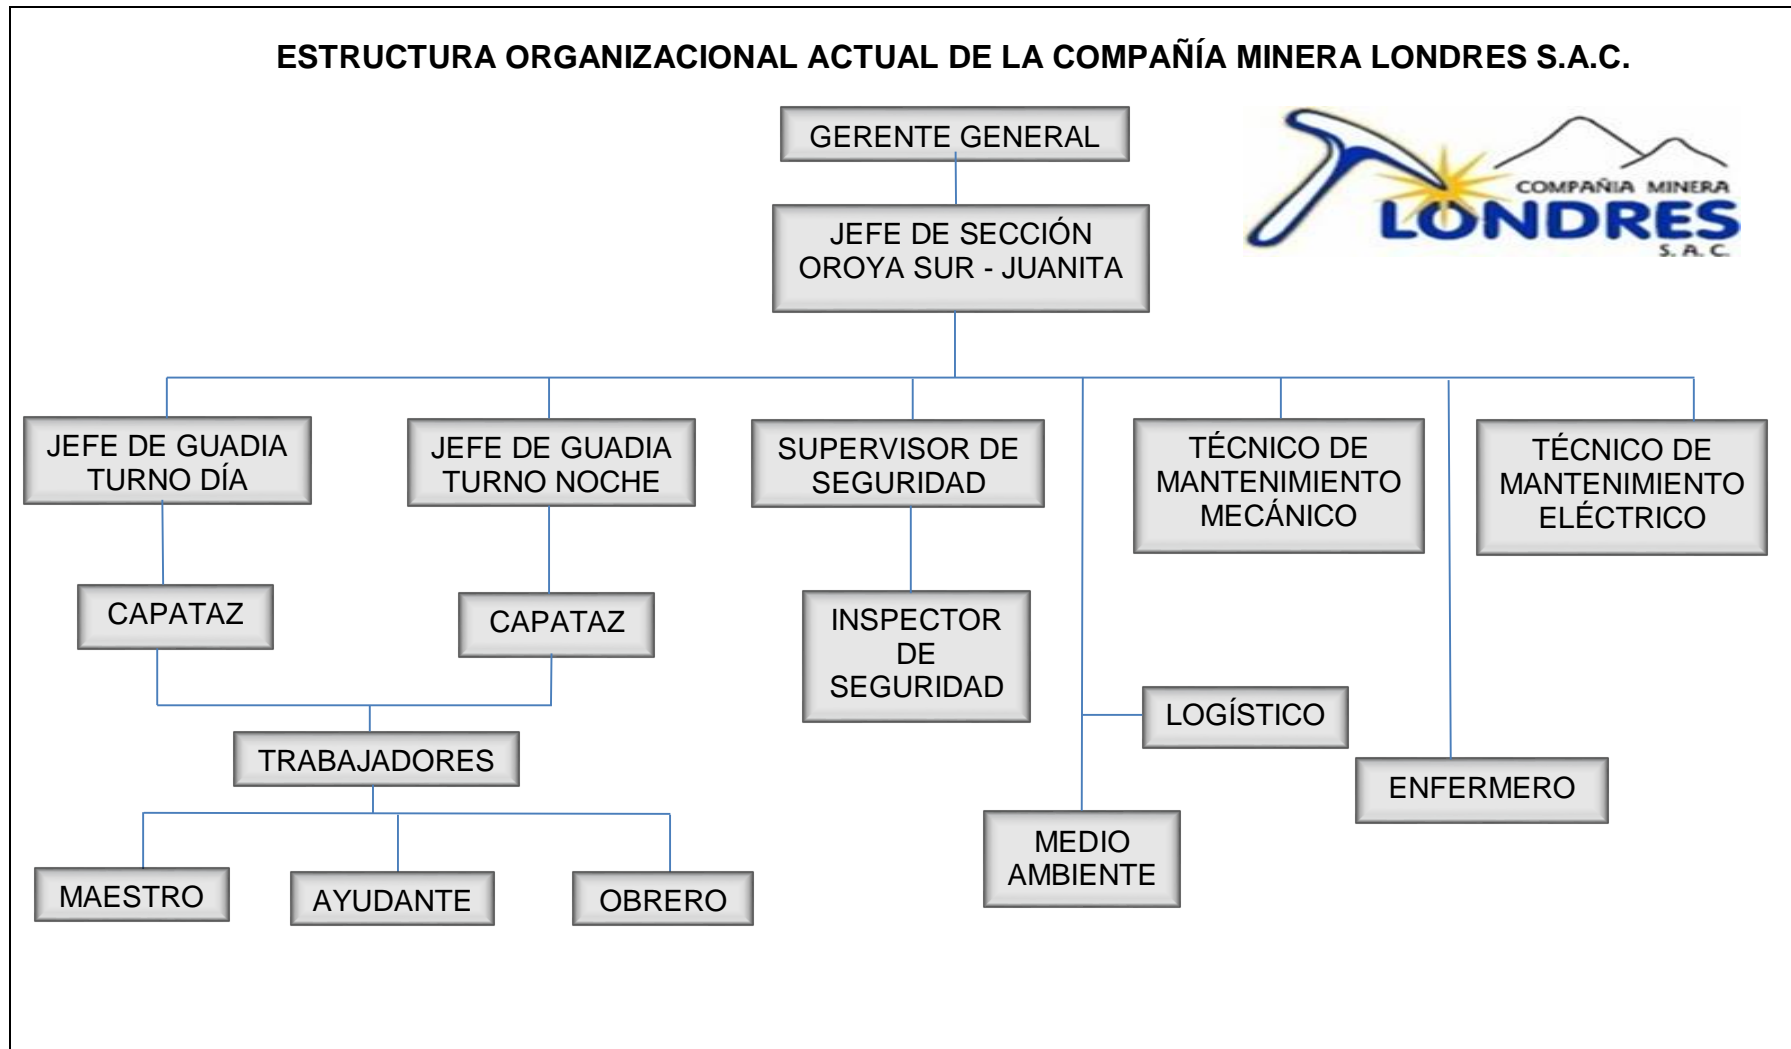 ESTRUCTURA ORGANIZACIONAL ACTUAL DE LA COMPAÑÍA MINERA LONDRES S.A.C.
GERENTE GENERAL
COMPAÑIA MINERA
LONDRES
S. A. C.
JEFE DE SECCIÓN
OROYA SUR - JUANITA
JEFE DE GUADIA
TURNO DÍA
JEFE DE GUADIA
TURNO NOCHE
SUPERVISOR DE
SEGURIDAD
TÉCNICO DE
MANTENIMIENTO
MECÁNICO
TÉCNICO DE
MANTENIMIENTO
ELÉCTRICO
CAPATAZ
CAPATAZ
INSPECTOR
DE
SEGURIDAD
LOGÍSTICO
TRABAJADORES
ENFERMERO
MEDIO
AMBIENTE
MAESTRO
AYUDANTE
OBRERO